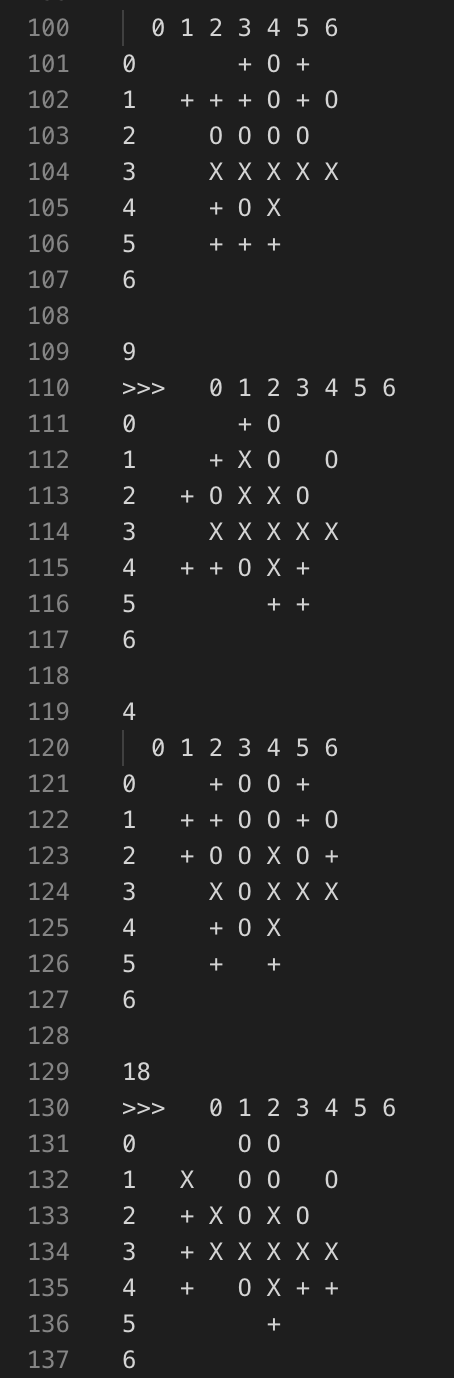 100 | 0 1 2 3 4 5 6
101 0       + O +
102 1   + + + O + O
103 2     O O O O
104 3     X X X X X
105 4     + O X
106 5     + + +
107 6
108
109 9
110 >>>   0 1 2 3 4 5 6
111 0       + O
112 1     + X O   O
113 2   + O X X O
114 3     X X X X X
115 4   + + O X +
116 5         + +
117 6
118
119 4
120 | 0 1 2 3 4 5 6
121 0     + O O +
122 1   + + O O + O
123 2   + O O X O +
124 3     X O X X X
125 4     + O X
126 5     +   +
127 6
128
129 18
130 >>>   0 1 2 3 4 5 6
131 0       O O
132 1   X   O O   O
133 2   + X O X O
134 3   + X X X X X
135 4   +   O X + +
136 5         +
137 6